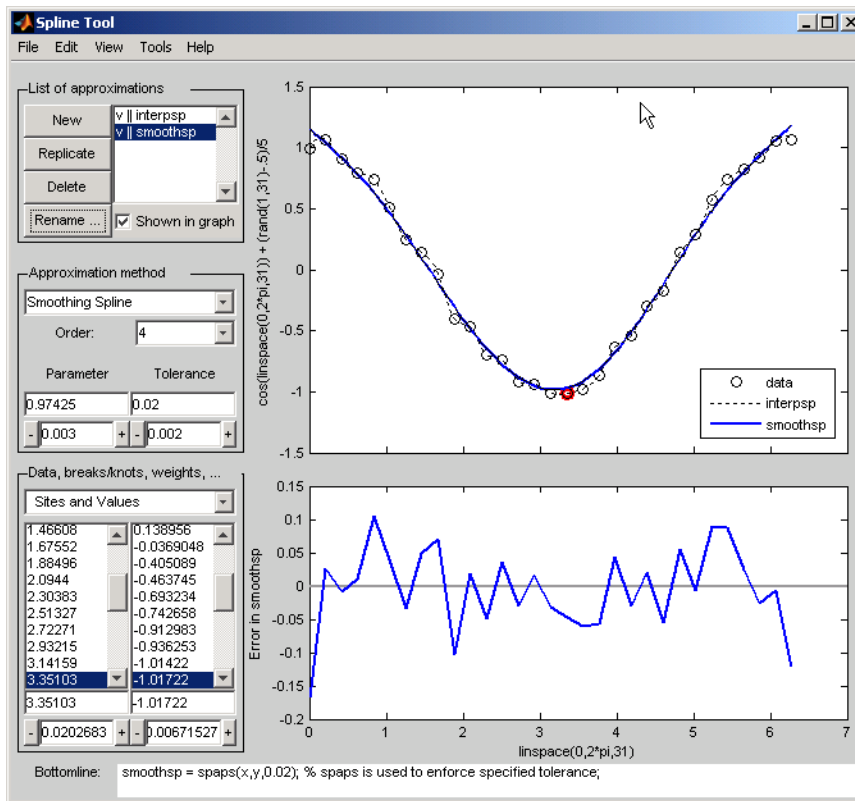 Spline Tool
File Edit View Tools Help
List of approximations
New
Replicate
Delete
Rename ...
v || interpsp
v || smoothsp
Shown in graph
Approximation method
Smoothing Spline
Order: 4
Parameter Tolerance
0.97425 0.02
- 0.003 + - 0.002 +
Data, breaks/knots, weights, ...
Sites and Values
1.46608 0.138956
1.67552 -0.0369048
1.88496 -0.405089
2.0944 -0.463745
2.30383 -0.693234
2.51327 -0.742658
2.72271 -0.912983
2.93215 -0.936253
3.14159 -1.01422
3.35103 -1.01722
3.35103 -1.01722
- 0.0202683 + - 0.00671527 +
cos(linspace(0,2*pi,31)) + (rand(1,31)-.5)/5
1.5
1
0.5
0
-0.5
-1
-1.5
0 1 2 3 4 5 6 7
data
interpsp
smoothsp
Error in smoothsp
0.15
0.1
0.05
0
-0.05
-0.1
-0.15
-0.2
0 1 2 3 4 5 6 7
linspace(0,2*pi,31)
Bottomline: smoothsp = spaps(x,y,0.02); % spaps is used to enforce specified tolerance;